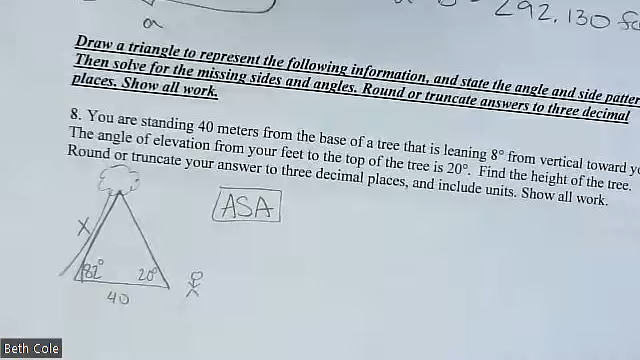 a
292.130
Draw a triangle to represent the following information, and state the angle and side
Then solve for the missing sides and angles. Round or truncate answers to three decimal
places. Show all work.
8. You are standing 40 meters from the base of a tree that is leaning 8° from vertical toward
The angle of elevation from your feet to the top of the tree is 20°. Find the height of the tree.
Round or truncate your answer to three decimal places, and include units. Show all work.
ASA
X
82° 20°
40
Beth Cole